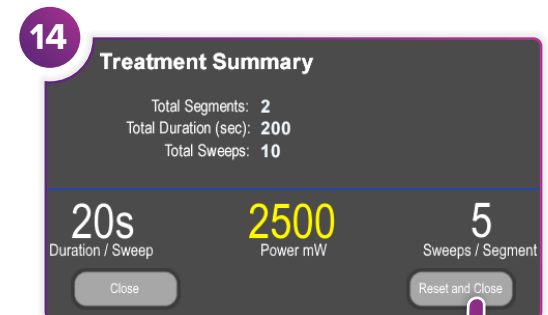 14
Treatment Summary
Total Segments: 2
Total Duration (sec): 200
Total Sweeps: 10
20s 2500 5
Duration / Sweep Power mW Sweeps / Segment
Close Reset and Close